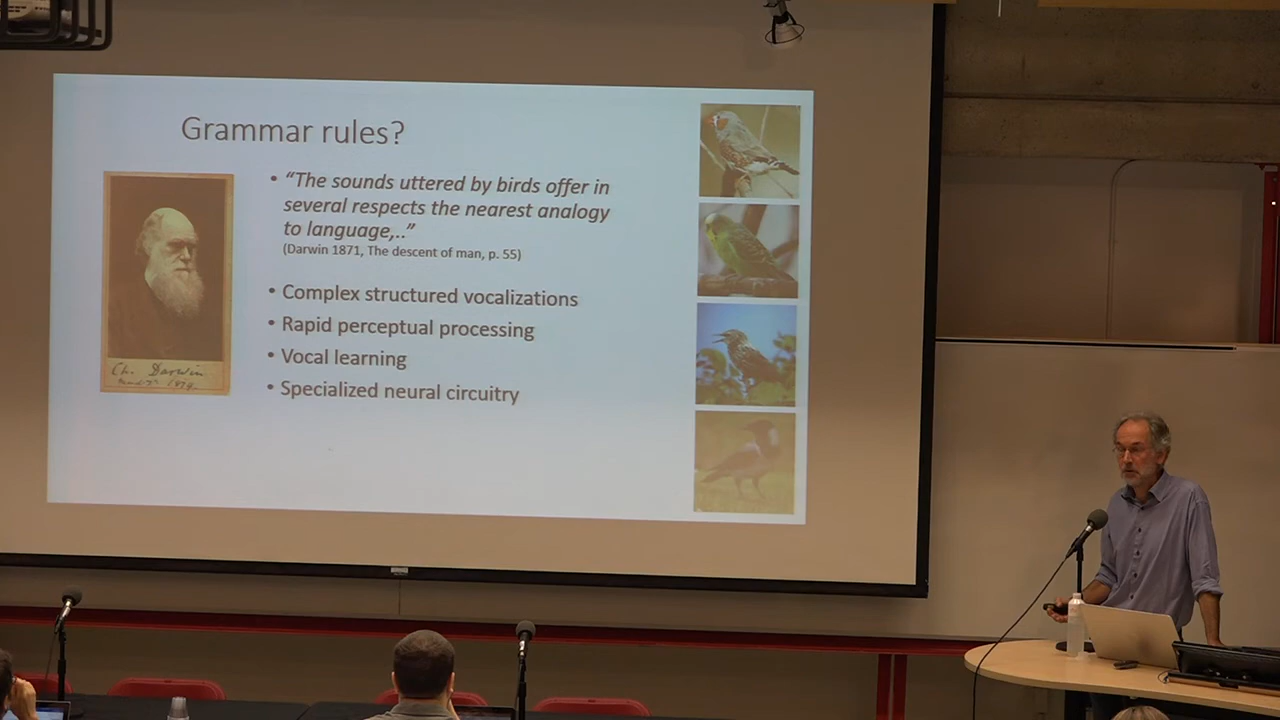 Grammar rules?
• “The sounds uttered by birds offer in
several respects the nearest analogy
to language,..”
(Darwin 1871, The descent of man, p. 55)
• Complex structured vocalizations
• Rapid perceptual processing
• Vocal learning
• Specialized neural circuitry
Ch. Darwin